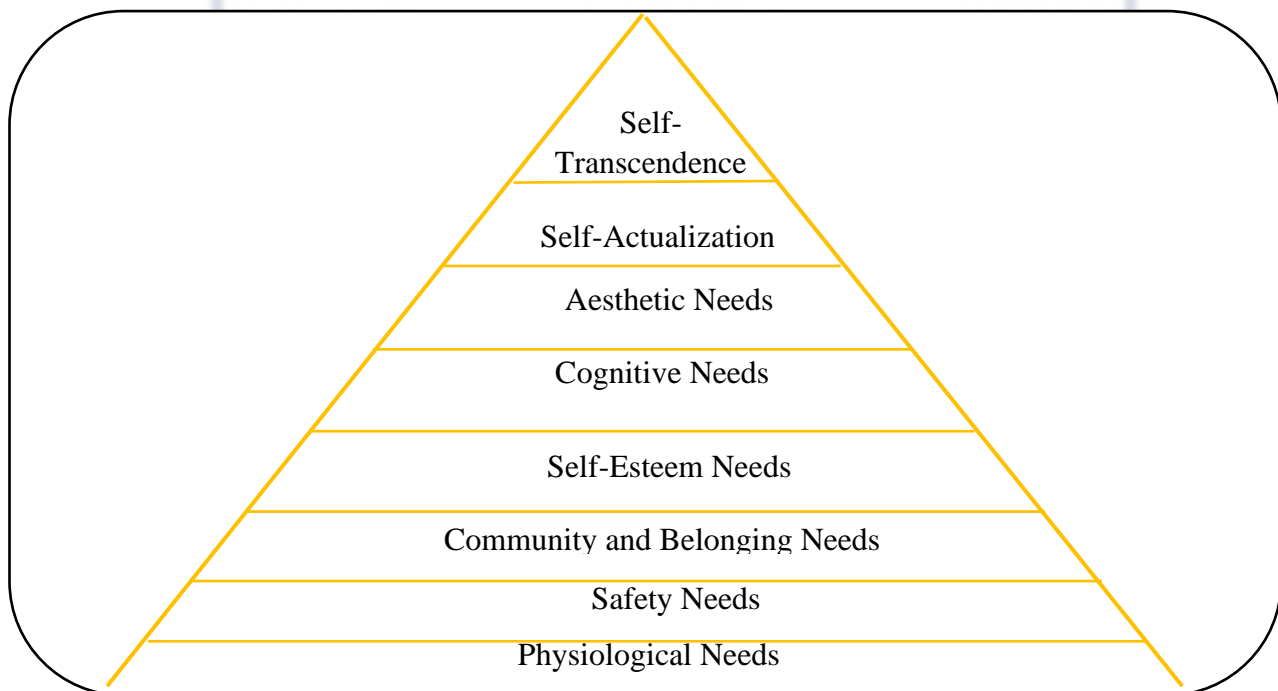 Self-
Transcendence
Self-Actualization
Aesthetic Needs
Cognitive Needs
Self-Esteem Needs
Community and Belonging Needs
Safety Needs
Physiological Needs